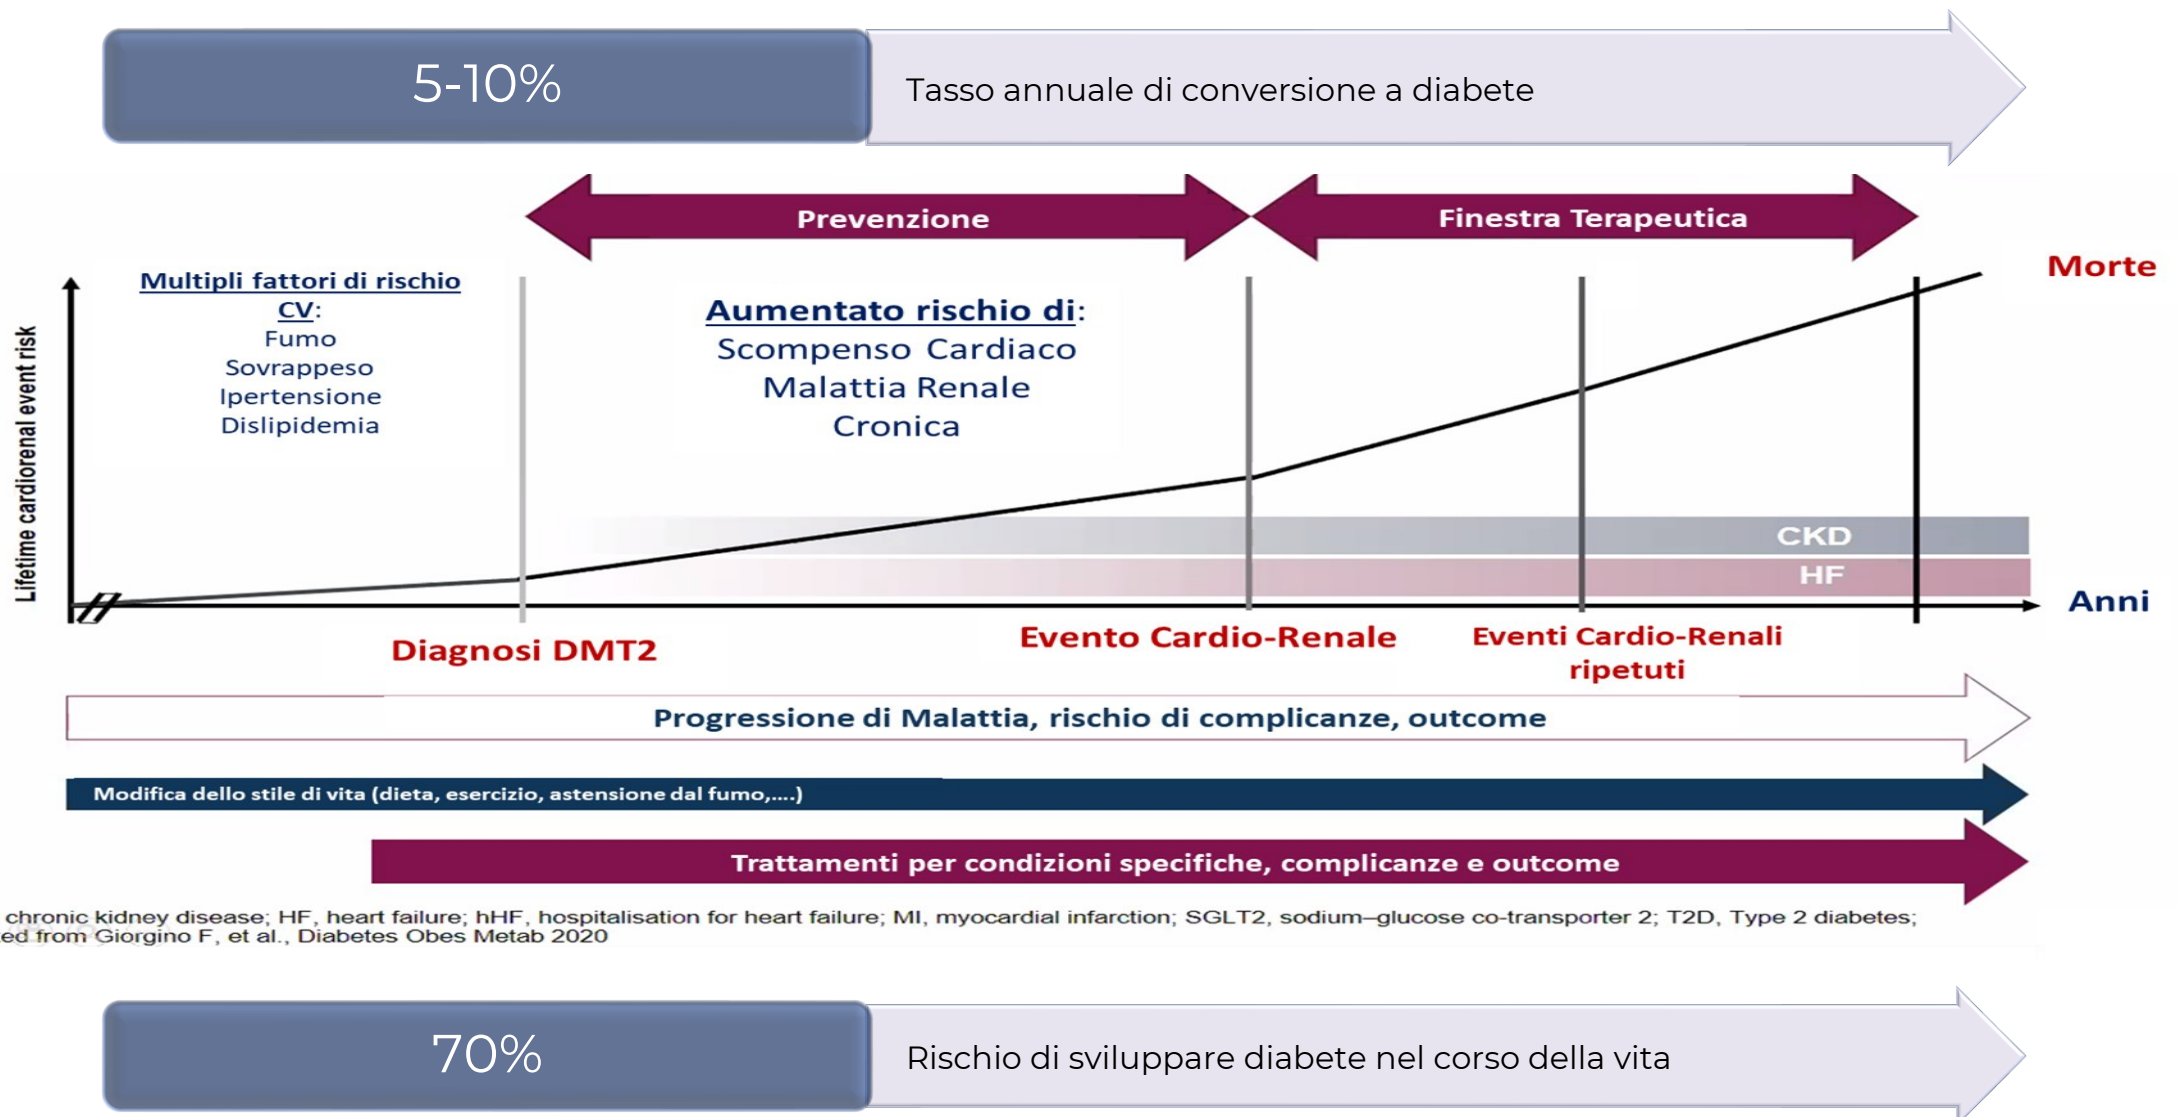 5-10%
Tasso annuale di conversione a diabete
Prevenzione
Finestra Terapeutica
Morte
Multipli fattori di rischio
CV:
Fumo
Sovrappeso
Ipertensione
Dislipidemia
Aumentato rischio di:
Scompenso Cardiaco
Malattia Renale
Cronica
Lifetime cardiorenal event risk
CKD
HF
Anni
Diagnosi DMT2
Evento Cardio-Renale
Eventi Cardio-Renali
ripetuti
Progressione di Malattia, rischio di complicanze, outcome
Modifica dello stile di vita (dieta, esercizio, astensione dal fumo,....)
Trattamenti per condizioni specifiche, complicanze e outcome
chronic kidney disease; HF, heart failure; hHF, hospitalisation for heart failure; MI, myocardial infarction; SGLT2, sodium–glucose co-transporter 2; T2D, Type 2 diabetes;
ed from Giorgino F, et al., Diabetes Obes Metab 2020
70%
Rischio di sviluppare diabete nel corso della vita